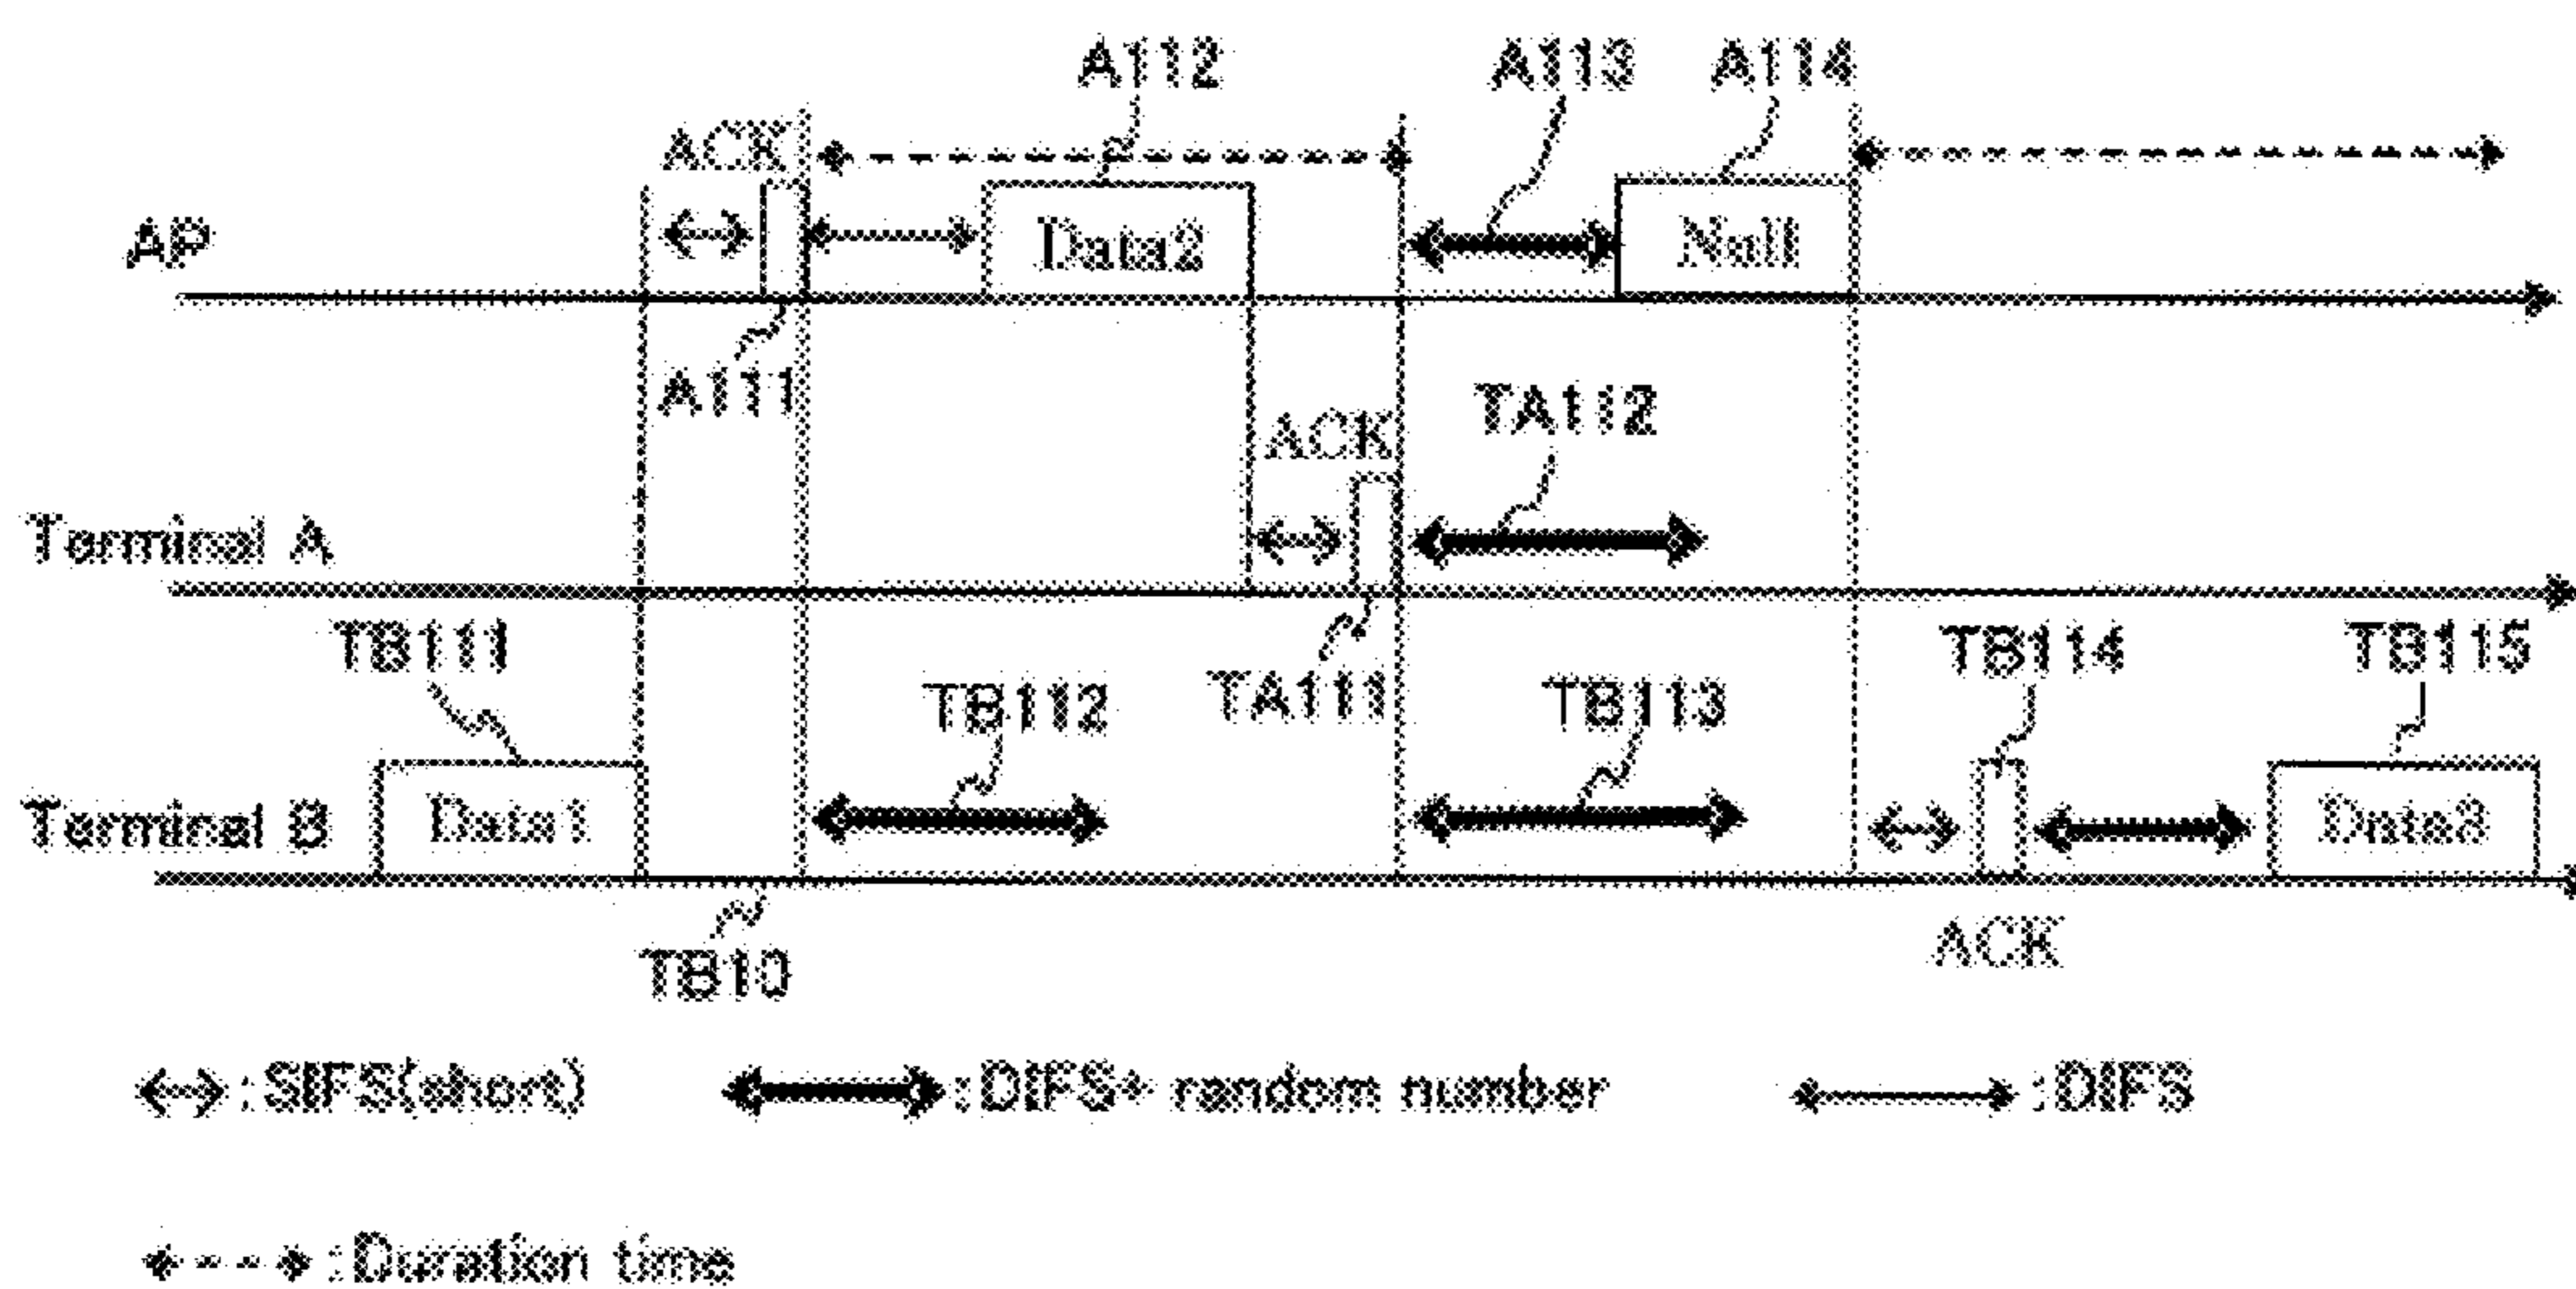 A112 A113 A114
ACK
AP Data2 Null
A111
TA112
ACK
Terminal A
TB111 TB114 TB115
TB112 TA111 TB113
Terminal B Data1 Data3
ACK
TB10
:SIFS(short) :DIFS+ random number :DIFS
:Duration time